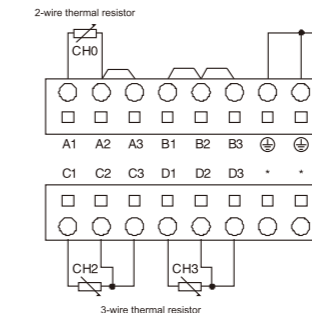 2-wire thermal resistor
CH0
A1 A2 A3 B1 B2 B3
C1 C2 C3 D1 D2 D3 * *
CH2 CH3
3-wire thermal resistor